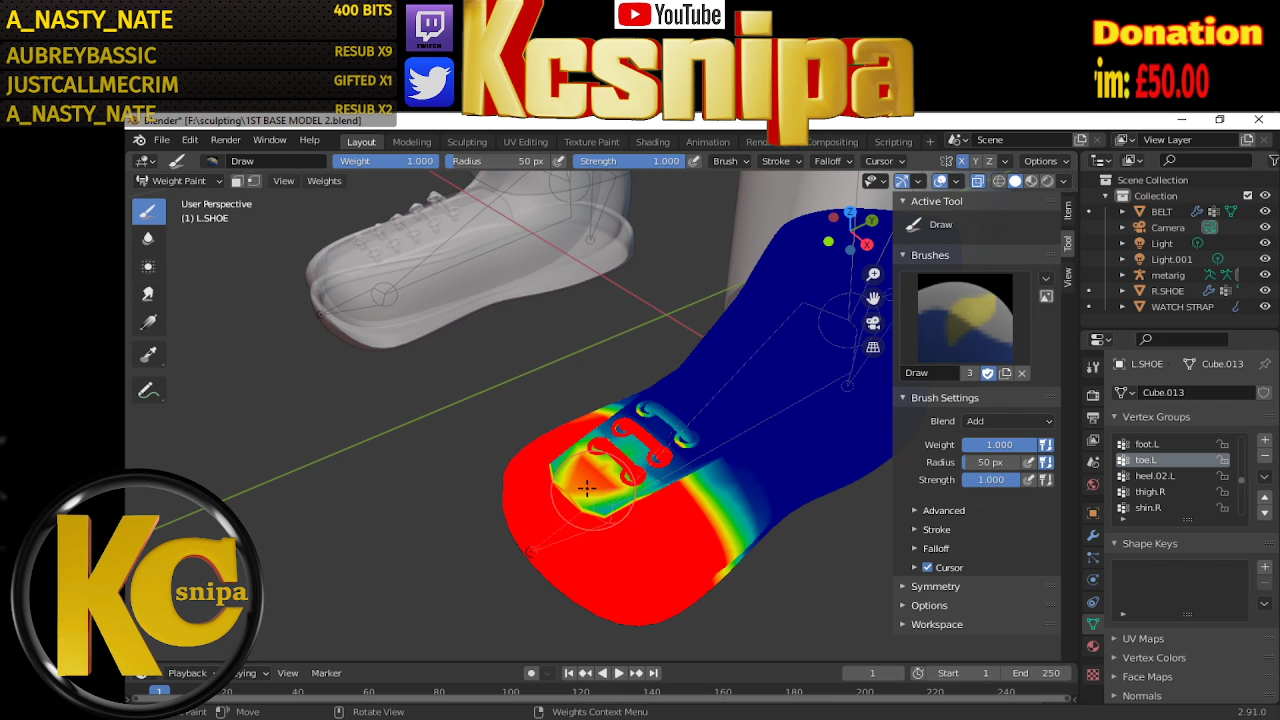 A_NASTY_NATE 400 BITS
AUBREYBASSIC RESUB X9
JUSTCALLMECRIM GIFTED X1
A_NASTY_NATE RESUB X2
twitch
YouTube
Kcsnipa
Donation
im: £50.00
Blender* [F:\sculpting\1ST BASE MODEL 2.blend]
File Edit Render Window Help Layout Modeling Sculpting UV Editing Texture Paint Shading Animation Compositing Scripting + Scene View Layer
Draw Weight 1.000 Radius 50 px Strength 1.000 Brush Stroke Falloff Cursor X Y Z Options
Weight Paint View Weights
User Perspective
(1) L.SHOE
Z
Y
X
Active Tool
Draw
Brushes
Draw 3
Brush Settings
Blend Add
Weight 1.000
Radius 50 px
Strength 1.000
Advanced
Stroke
Falloff
Cursor
Symmetry
Options
Workspace
Item
Tool
View
Scene Collection
Collection
BELT
Camera
Light
Light.001
metarig
R.SHOE
WATCH STRAP
L.SHOE Cube.013
Cube.013
Vertex Groups
foot.L
toe.L
heel.02.L
thigh.R
shin.R
Shape Keys
UV Maps
Vertex Colors
Face Maps
Normals
KC
snipa
Playback View Marker 1 Start 1 End 250
1 20 40 60 80 100 120 140 160 180 200 220 240
Move Rotate View Weights Context Menu 2.91.0